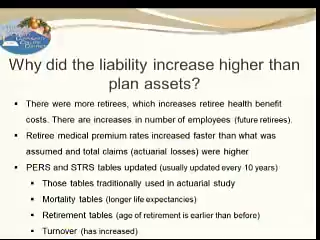 Why did the liability increase higher than
plan assets?
There were more retirees, which increases retiree health benefit
costs. There are increases in number of employees (future retirees).
Retiree medical premium rates increased faster than what was
assumed and total claims (actuarial losses) were higher
PERS and STRS tables updated (usually updated every 10 years)
Those tables traditionally used in actuarial study
Mortality tables (longer life expectancies)
Retirement tables (age of retirement is earlier than before)
Turnover (has increased)